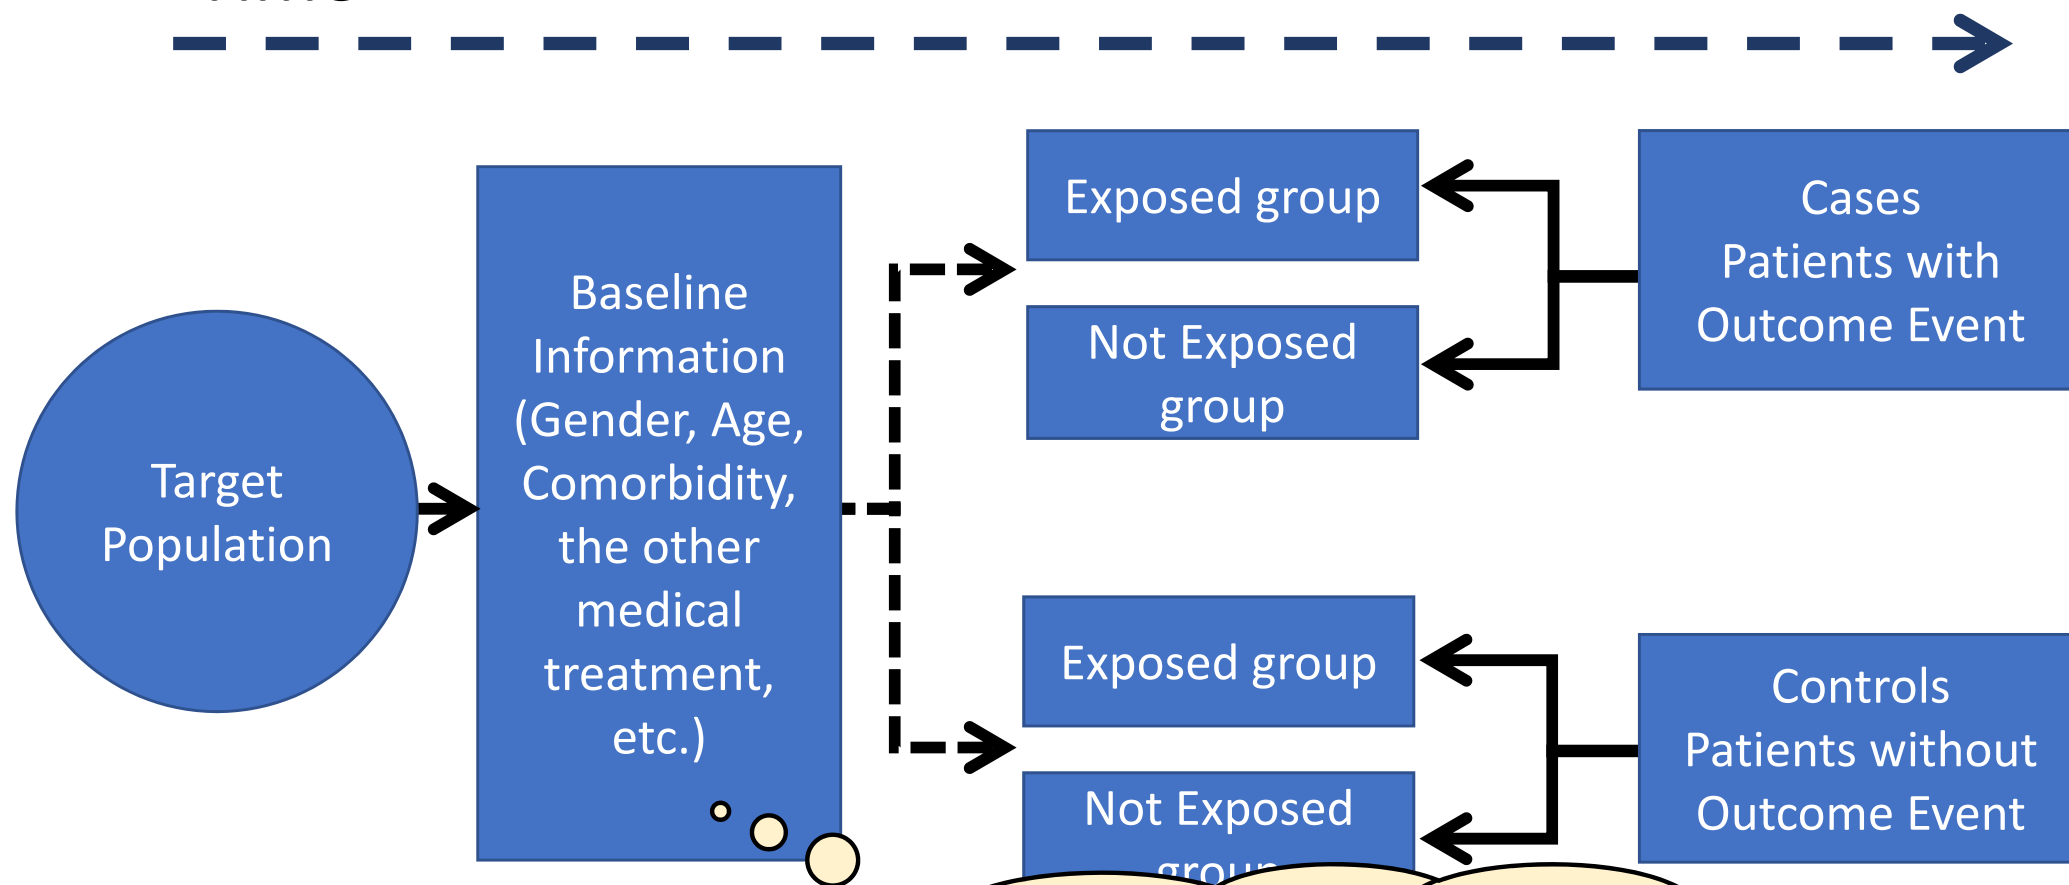 Target
Population
Baseline
Information
(Gender, Age,
Comorbidity,
the other
medical
treatment,
etc.)
Exposed group
Not Exposed
group
Exposed group
Not Exposed
group
Cases
Patients with
Outcome Event
Controls
Patients without
Outcome Event